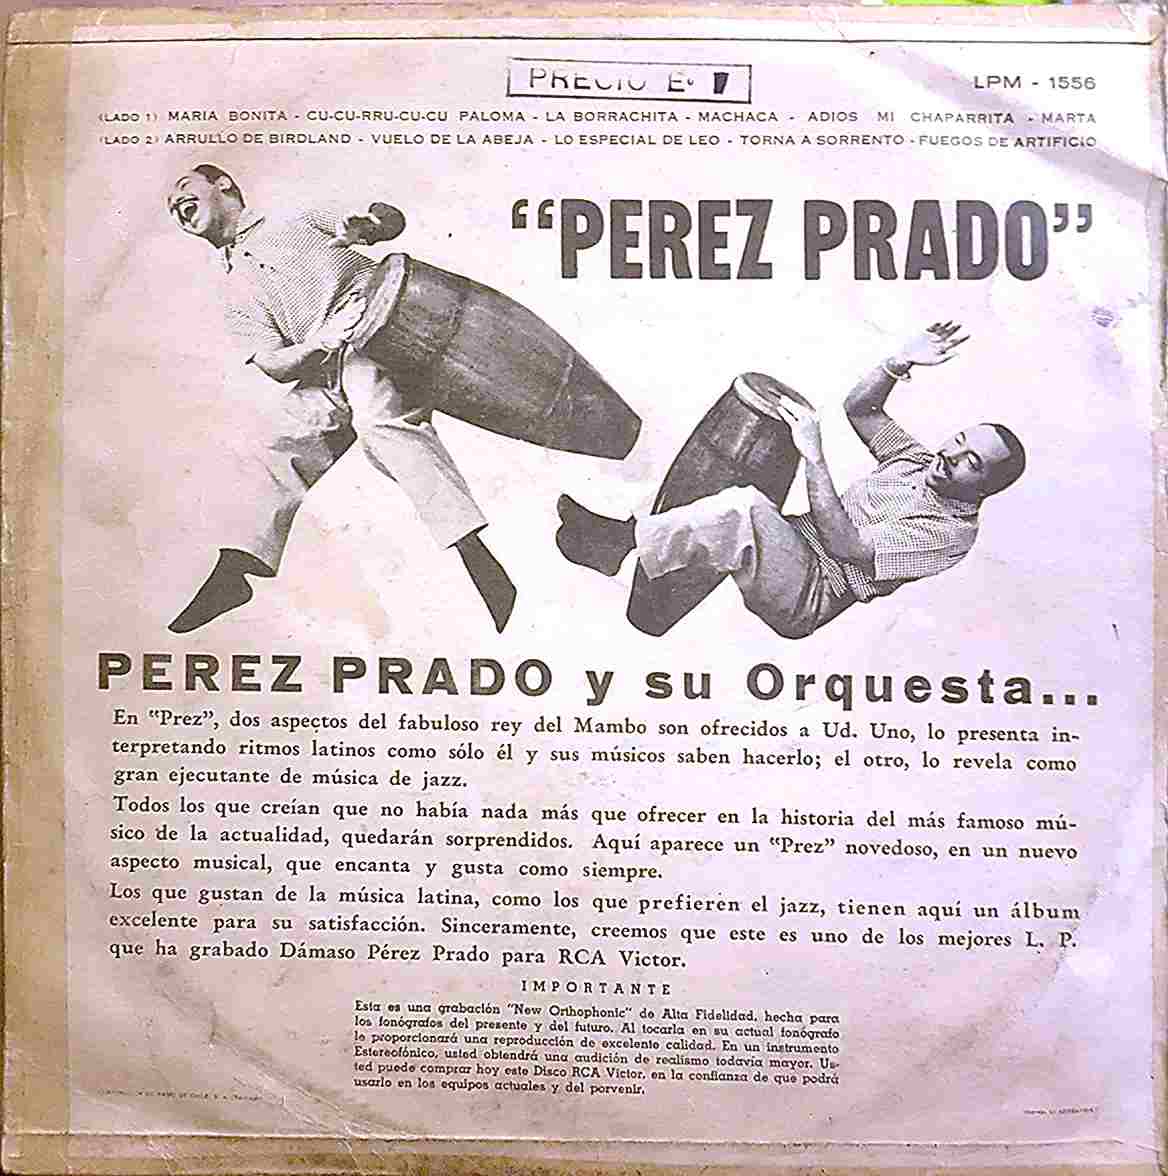 PRECIO Eº
LPM - 1556
(LADO 1) MARIA BONITA - CU-CU-RRU-CU-CU PALOMA - LA BORRACHITA - MACHACA - ADIOS MI CHAPARRITA - MARTA
(LADO 2) ARRULLO DE BIRDLAND - VUELO DE LA ABEJA - LO ESPECIAL DE LEO - TORNA A SORRENTO - FUEGOS DE ARTIFICIO
“PEREZ PRADO”
PEREZ PRADO y su Orquesta...
En “Prez”, dos aspectos del fabuloso rey del Mambo son ofrecidos a Ud. Uno, lo presenta in-
terpretando ritmos latinos como sólo él y sus músicos saben hacerlo; el otro, lo revela como
gran ejecutante de música de jazz.
Todos los que creían que no había nada más que ofrecer en la historia del más famoso mú-
sico de la actualidad, quedarán sorprendidos. Aquí aparece un “Prez” novedoso, en un nuevo
aspecto musical, que encanta y gusta como siempre.
Los que gustan de la música latina, como los que prefieren el jazz, tienen aquí un álbum
excelente para su satisfacción. Sinceramente, creemos que este es uno de los mejores L. P.
que ha grabado Dámaso Pérez Prado para RCA Victor.
IMPORTANTE
Esta es una grabación "New Orthophonic" de Alta Fidelidad, hecha para
los fonógrafos del presente y del futuro. Al tocarla en su actual fonógrafo
le proporcionará una reproducción de excelente calidad. En un instrumento
Estereofónico, usted obtendrá una audición de realismo todavía mayor. Us-
ted puede comprar hoy este Disco RCA Victor, en la confianza de que podrá
usarlo en los equipos actuales y del porvenir.